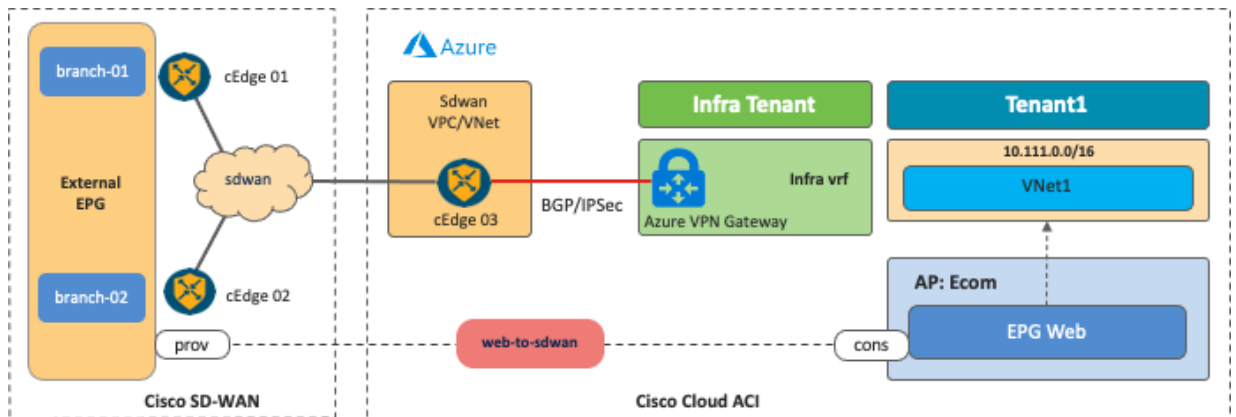 Azure
branch-01
cEdge 01
Sdwan
VPC/VNet
Infra Tenant
Tenant1
10.111.0.0/16
VNet1
External
EPG
sdwan
cEdge 03
BGP/IPSec
Infra vrf
Azure VPN Gateway
branch-02
cEdge 02
AP: Ecom
EPG Web
prov
web-to-sdwan
cons
Cisco SD-WAN
Cisco Cloud ACI